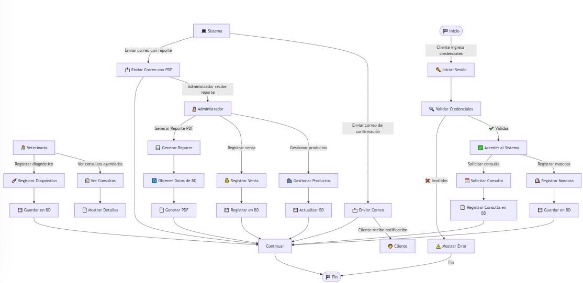 Sistema
Inicio
Enviar correo con reporte
Cliente ingresa
credenciales
Enviar Correo con PDF
Iniciar Sesión
Administrador recibe
reporte
Administrador
Validar Credenciales
Generar Reporte PDF
Registrar venta
Gestionar productos
Enviar correo de
confirmación
Válidas
Veterinario
Generar Reporte
Acceder al Sistema
Registrar diagnóstico
Ver consultas agendadas
Solicitar consulta
Registrar mascota
Registrar Diagnóstico
Ver Consultas
Obtener Datos de BD
Registrar Venta
Gestionar Productos
Inválidas
Solicitar Consulta
Registrar Mascota
Guardar en BD
Mostrar Detalles
Generar PDF
Registrar en BD
Actualizar BD
Enviar Correo
Registrar Consulta en
BD
Guardar en BD
Cliente recibe notificación
Continuar
Cliente
Mostrar Error
Fin
Fin